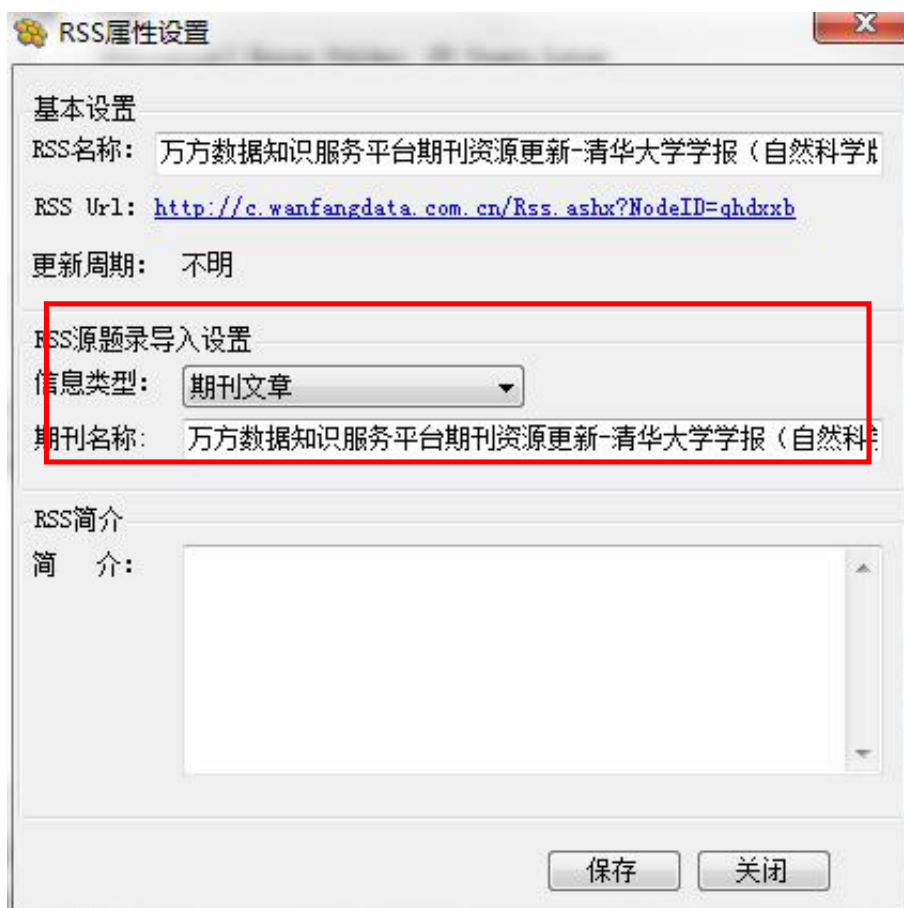 RSS属性设置
基本设置
RSS名称: 万方数据知识服务平台期刊资源更新-清华大学学报（自然科学版
RSS Url: http://c.wanfangdata.com.cn/Rss.ashx?NodeID=qhdxxb
更新周期: 不明
RSS源题录导入设置
信息类型: 期刊文章
期刊名称: 万方数据知识服务平台期刊资源更新-清华大学学报（自然科
RSS简介
简 介:
保存 关闭